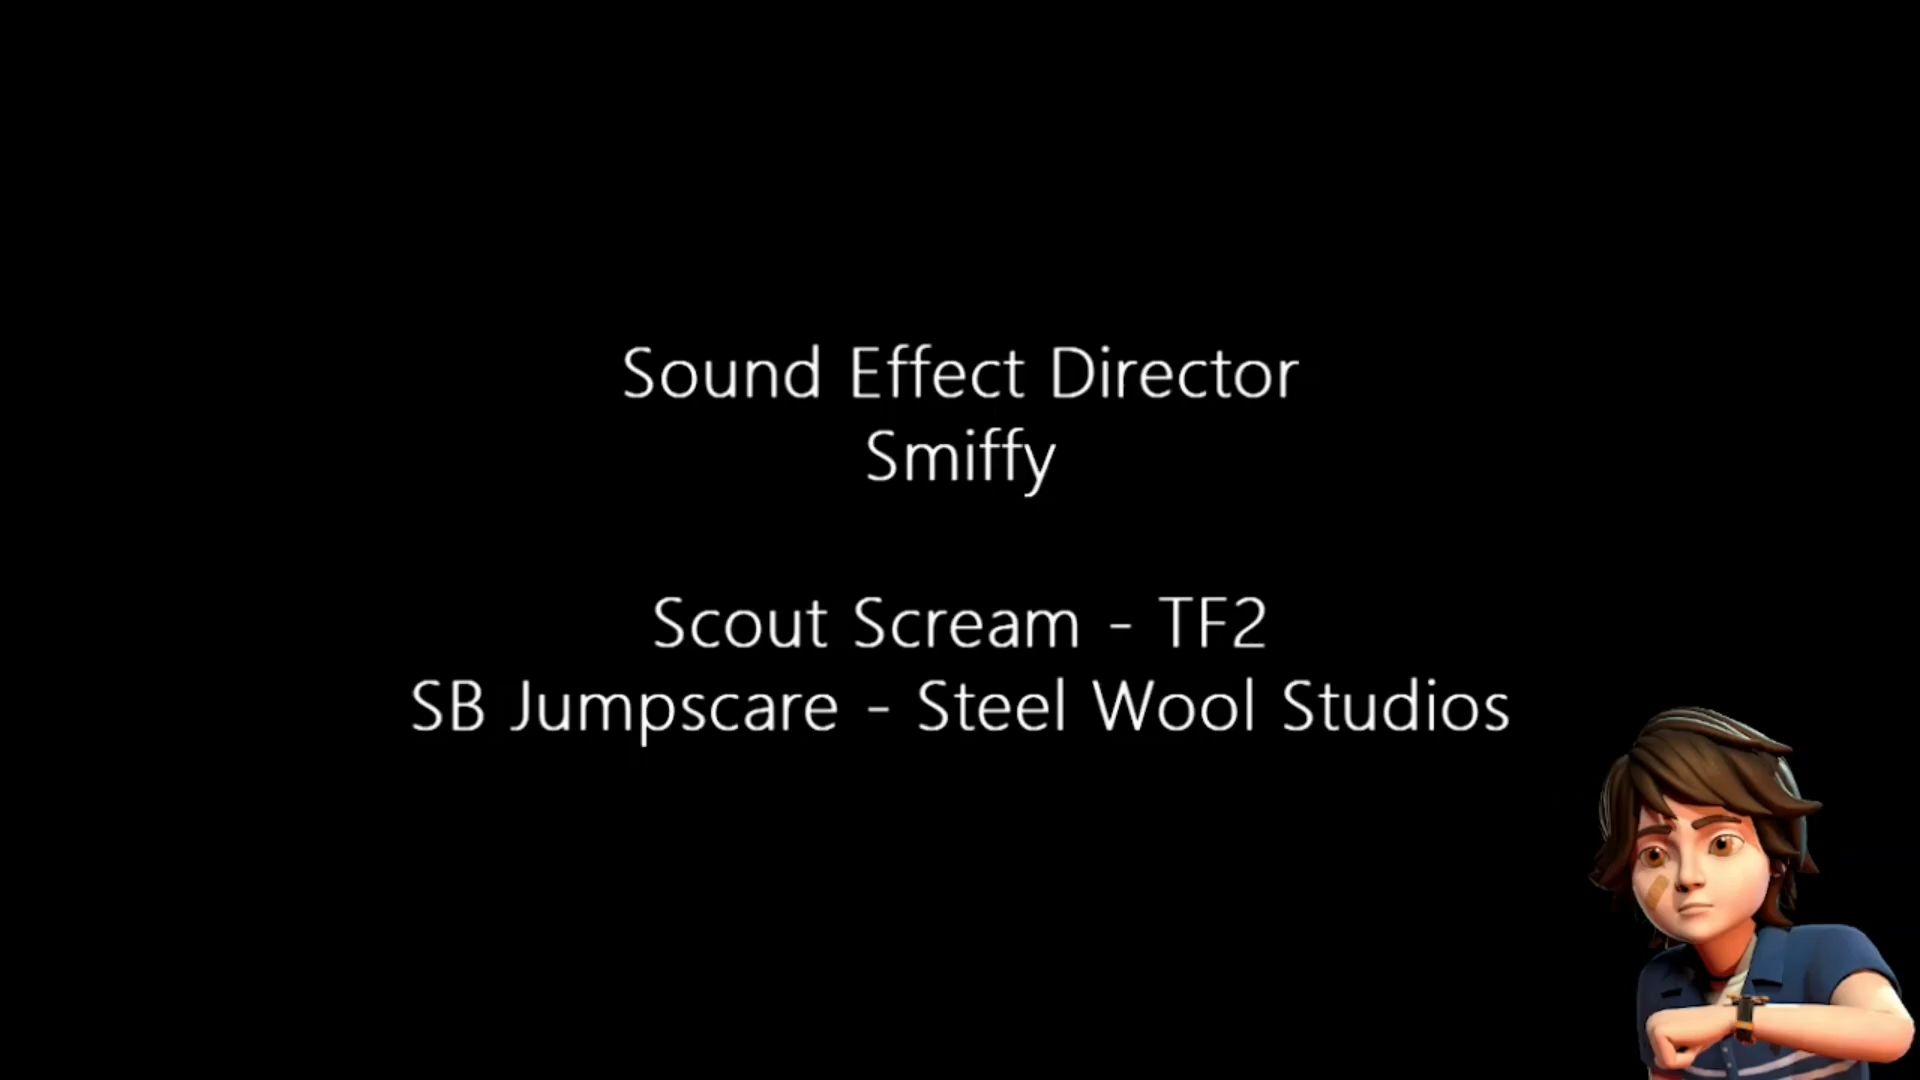 Sound Effect Director
Smiffy
Scout Scream - TF2
SB Jumpscare - Steel Wool Studios